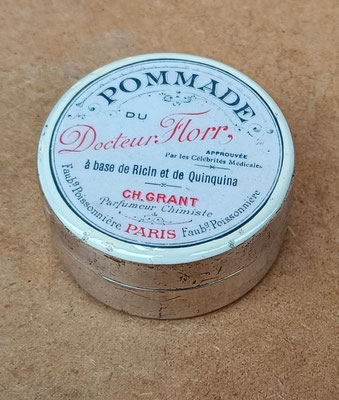 POMMADE
DU
Docteur Florr,
APPROUVÉE
Par les Célébrités Médicales
à base de Ricin et de Quinquina
CH. GRANT
Parfumeur Chimiste
Faubg. Poissonnière PARIS Faubg. Poissonnière